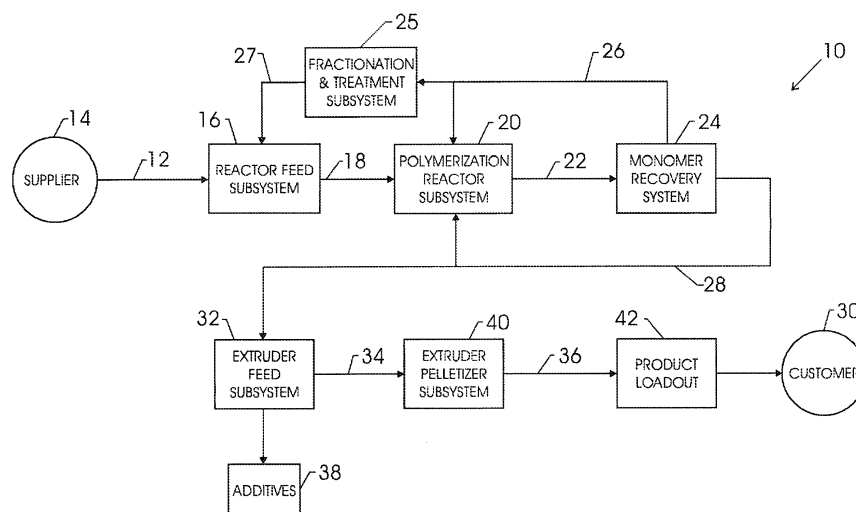 25
27
FRACTIONATION
& TREATMENT
SUBSYSTEM
26
10
14
16
20
24
SUPPLIER
12
REACTOR FEED
SUBSYSTEM
18
POLYMERIZATION
REACTOR
SUBSYSTEM
22
MONOMER
RECOVERY
SYSTEM
28
32
40
42
30
EXTRUDER
FEED
SUBSYSTEM
34
EXTRUDER
PELLETIZER
SUBSYSTEM
36
PRODUCT
LOADOUT
CUSTOMER
ADDITIVES
38